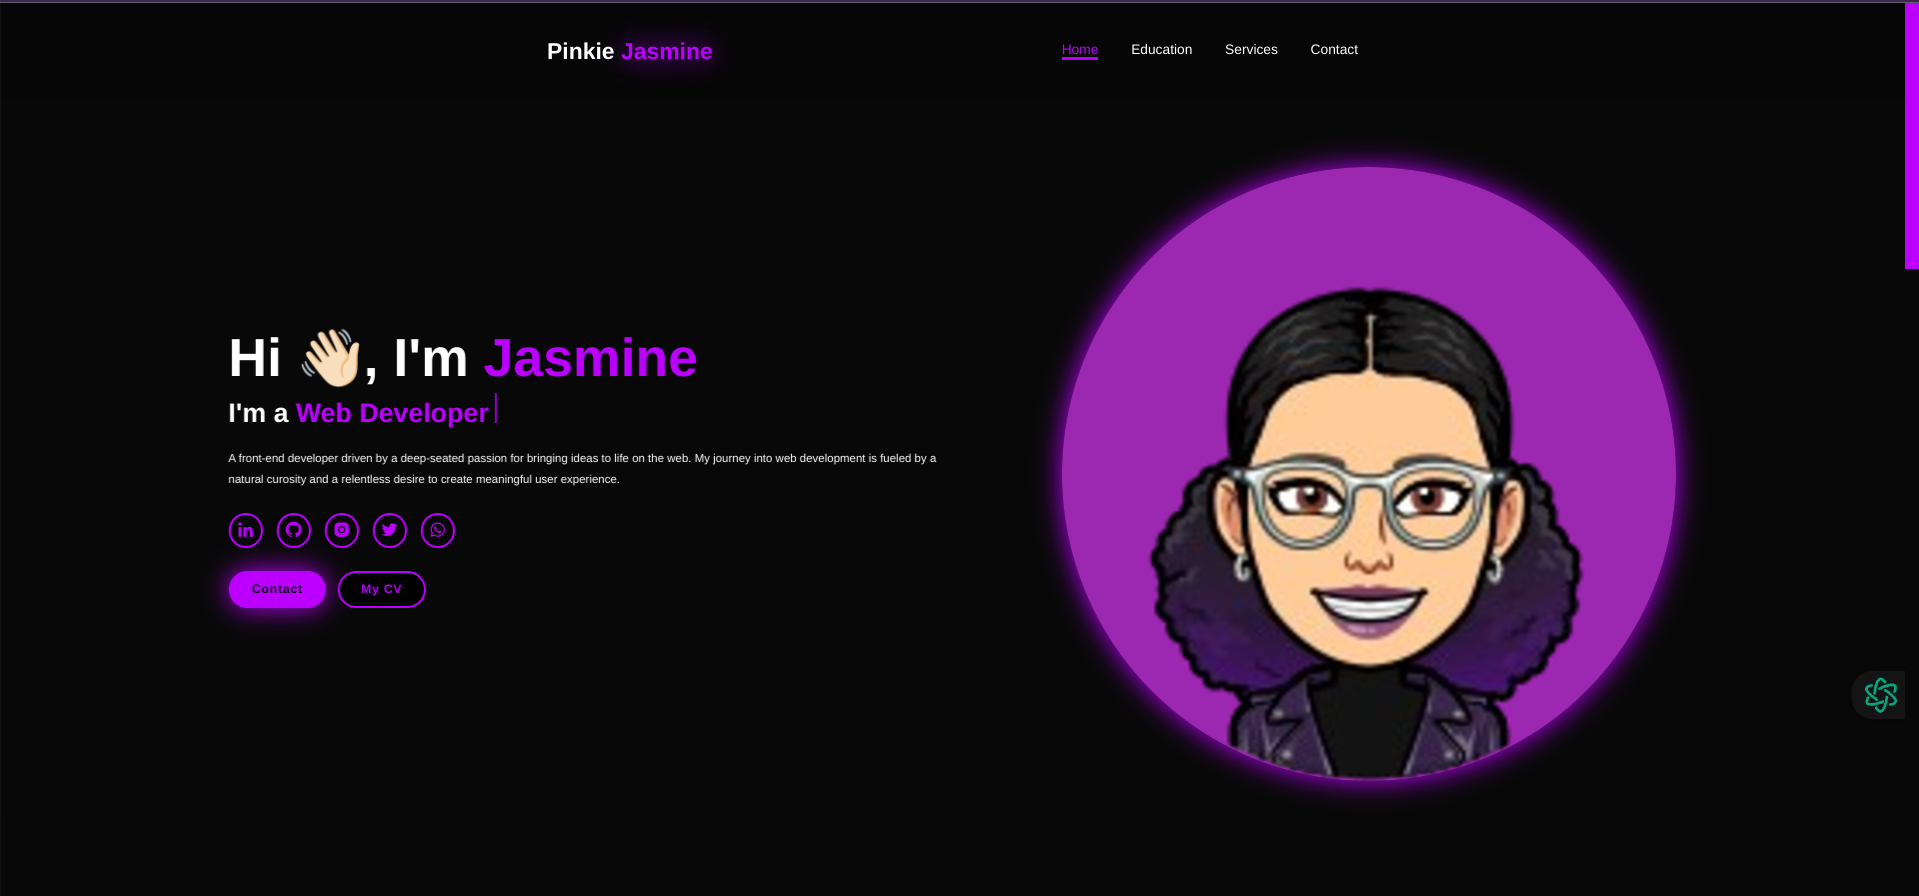 Pinkie Jasmine
Home Education Services Contact
Hi 👋🏻, I'm Jasmine
I'm a Web Developer
A front-end developer driven by a deep-seated passion for bringing ideas to life on the web. My journey into web development is fueled by a
natural curosity and a relentless desire to create meaningful user experience.
Contact My CV